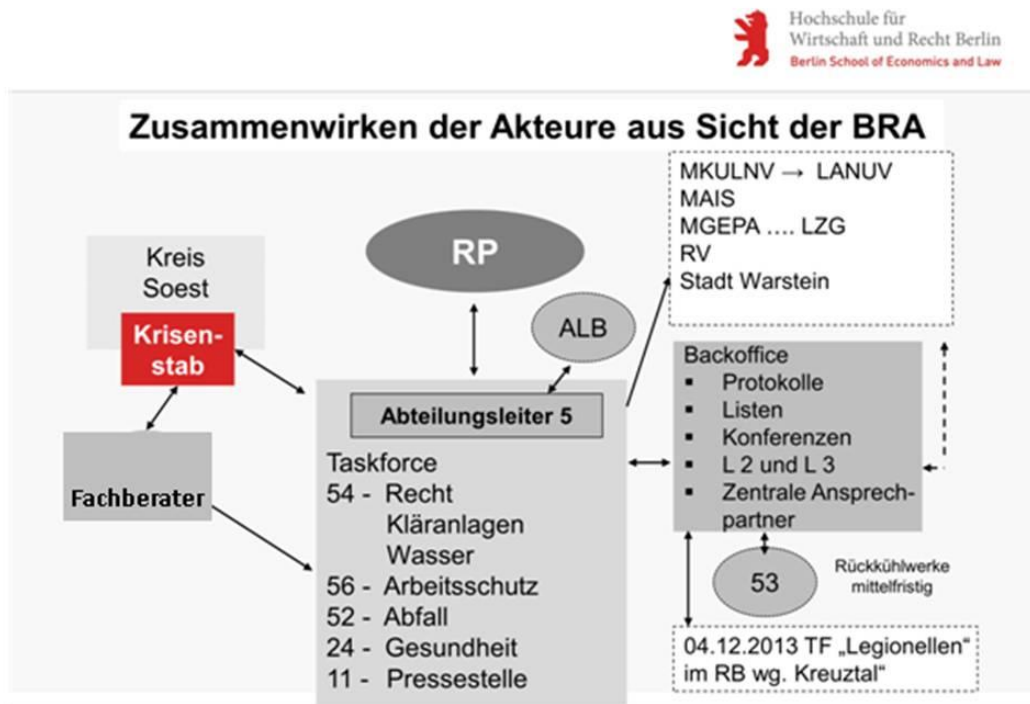 Hochschule für
Wirtschaft und Recht Berlin
Berlin School of Economics and Law
Zusammenwirken der Akteure aus Sicht der BRA
MKULNV → LANUV
MAIS
MGEPA .... LZG
RV
Stadt Warstein
Kreis
Soest
Krisen-
stab
RP
ALB
Fachberater
Abteilungsleiter 5
Taskforce
54 - Recht
Kläranlagen
Wasser
56 - Arbeitsschutz
52 - Abfall
24 - Gesundheit
11 - Pressestelle
Backoffice
▪ Protokolle
▪ Listen
▪ Konferenzen
▪ L 2 und L 3
▪ Zentrale Ansprech-
partner
53
Rückkühlwerke
mittelfristig
04.12.2013 TF „Legionellen“
im RB wg. Kreuztal“